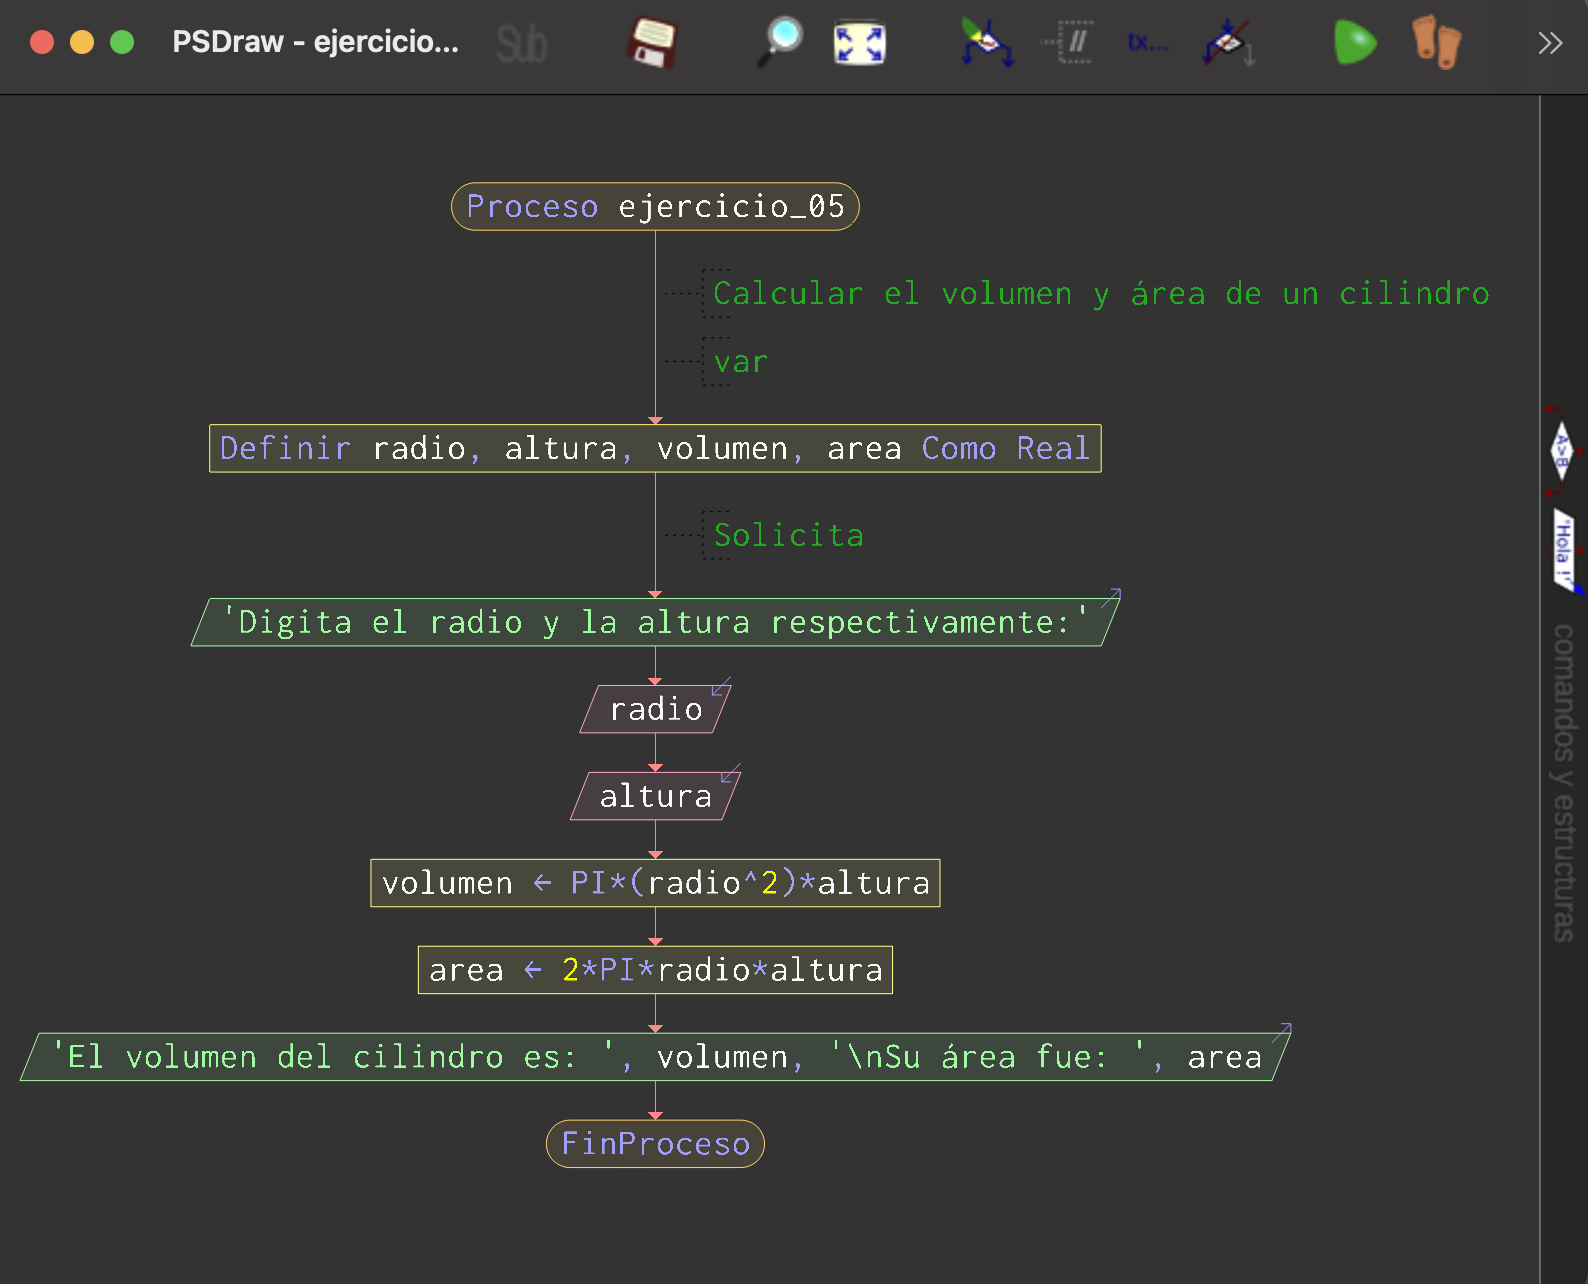 PSDraw - ejercicio...
Sub
//
tx...
Proceso ejercicio_05
Calcular el volumen y área de un cilindro
var
Definir radio, altura, volumen, area Como Real
Solicita
'Digita el radio y la altura respectivamente:'
radio
altura
volumen ← PI*(radio^2)*altura
area ← 2*PI*radio*altura
'El volumen del cilindro es: ', volumen, '\nSu área fue: ', area
FinProceso
A>B
'Hola !'
comandos y estructuras